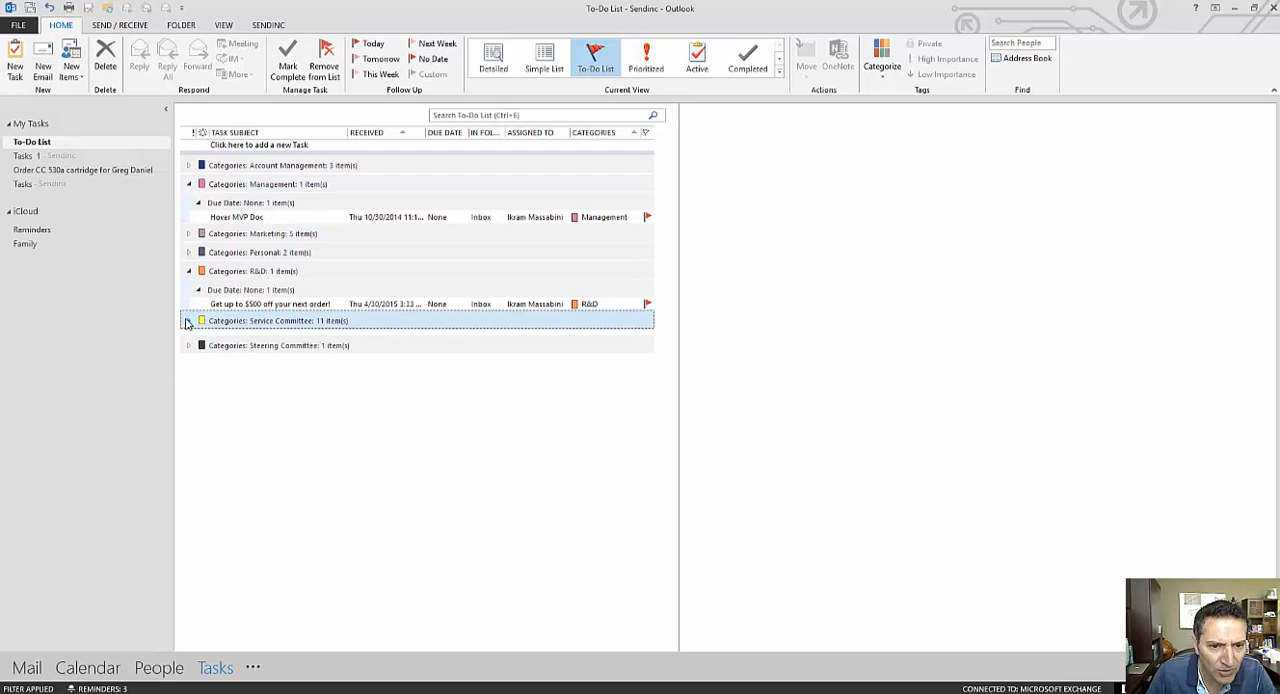 To-Do List - Sendinc - Outlook
FILE HOME SEND / RECEIVE FOLDER VIEW SENDINC
New Task
New Email
New Items
New
Delete
Delete
Reply
Reply All
Forward
Meeting
IM
More
Respond
Mark Complete
Remove from List
Manage Task
Today
Tomorrow
This Week
Next Week
No Date
Custom
Follow Up
Detailed
Simple List
To-Do List
Prioritized
Active
Completed
Current View
Move
OneNote
Actions
Categorize
Private
High Importance
Low Importance
Tags
Search People
Address Book
Find
My Tasks
To-Do List
Tasks 1 Sendinc
Order CC 530a cartridge for Greg Daniel
Tasks Sendinc
iCloud
Reminders
Family
Search To-Do List (Ctrl+E)
! TASK SUBJECT RECEIVED DUE DATE IN FOL... ASSIGNED TO CATEGORIES
Click here to add a new Task
Categories: Account Management: 3 item(s)
Categories: Management: 1 item(s)
Due Date: None: 1 item(s)
Hover MVP Doc Thu 10/30/2014 11:1... None Inbox Ikram Massabini Management
Categories: Marketing: 5 item(s)
Categories: Personal: 2 item(s)
Categories: R&D: 1 item(s)
Due Date: None: 1 item(s)
Get up to $500 off your next order! Thu 4/30/2015 3:33 ... None Inbox Ikram Massabini R&D
Categories: Service Committee: 11 item(s)
Categories: Steering Committee: 1 item(s)
Mail Calendar People Tasks •••
FILTER APPLIED REMINDERS: 3
CONNECTED TO: MICROSOFT EXCHANGE